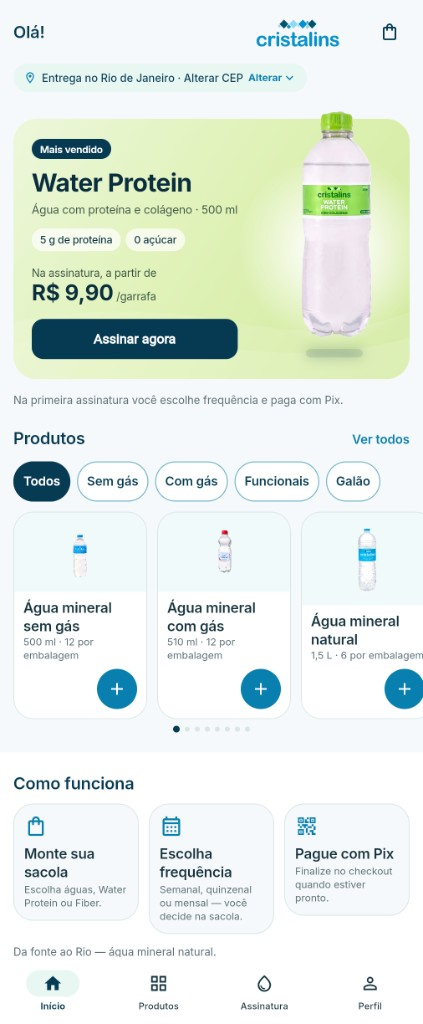 Olá!
cristalins
Entrega no Rio de Janeiro · Alterar CEP Alterar
Mais vendido
Water Protein
Água com proteína e colágeno · 500 ml
5 g de proteína
0 açúcar
Na assinatura, a partir de
R$ 9,90 /garrafa
Assinar agora
cristalins
WATER
PROTEIN
Na primeira assinatura você escolhe frequência e paga com Pix.
Produtos
Ver todos
Todos
Sem gás
Com gás
Funcionais
Galão
Água mineral
sem gás
500 ml · 12 por
embalagem
Água mineral
com gás
510 ml · 12 por
embalagem
Água mineral
natural
1,5 L · 6 por embalagem
Como funciona
Monte sua
sacola
Escolha águas, Water
Protein ou Fiber.
Escolha
frequência
Semanal, quinzenal
ou mensal — você
decide na sacola.
Pague com Pix
Finalize no checkout
quando estiver
pronto.
Da fonte ao Rio — água mineral natural.
Início
Produtos
Assinatura
Perfil